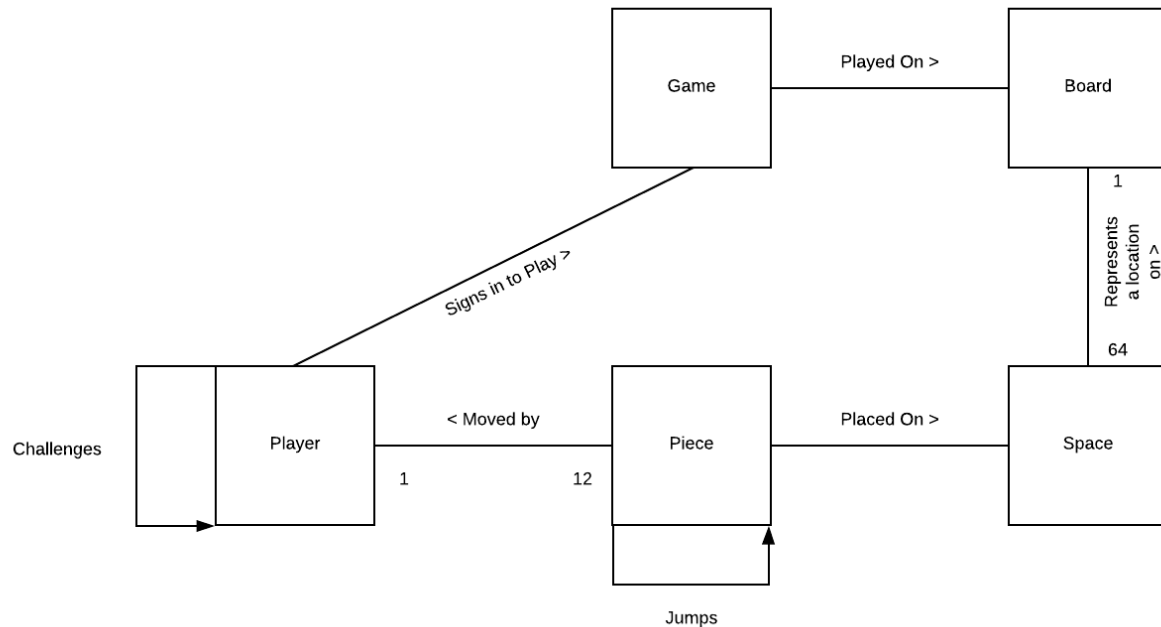 Game
Played On >
Board
1
Represents
a location
on >
Signs in to Play >
64
Challenges
Player
< Moved by
1
12
Piece
Placed On >
Space
Jumps